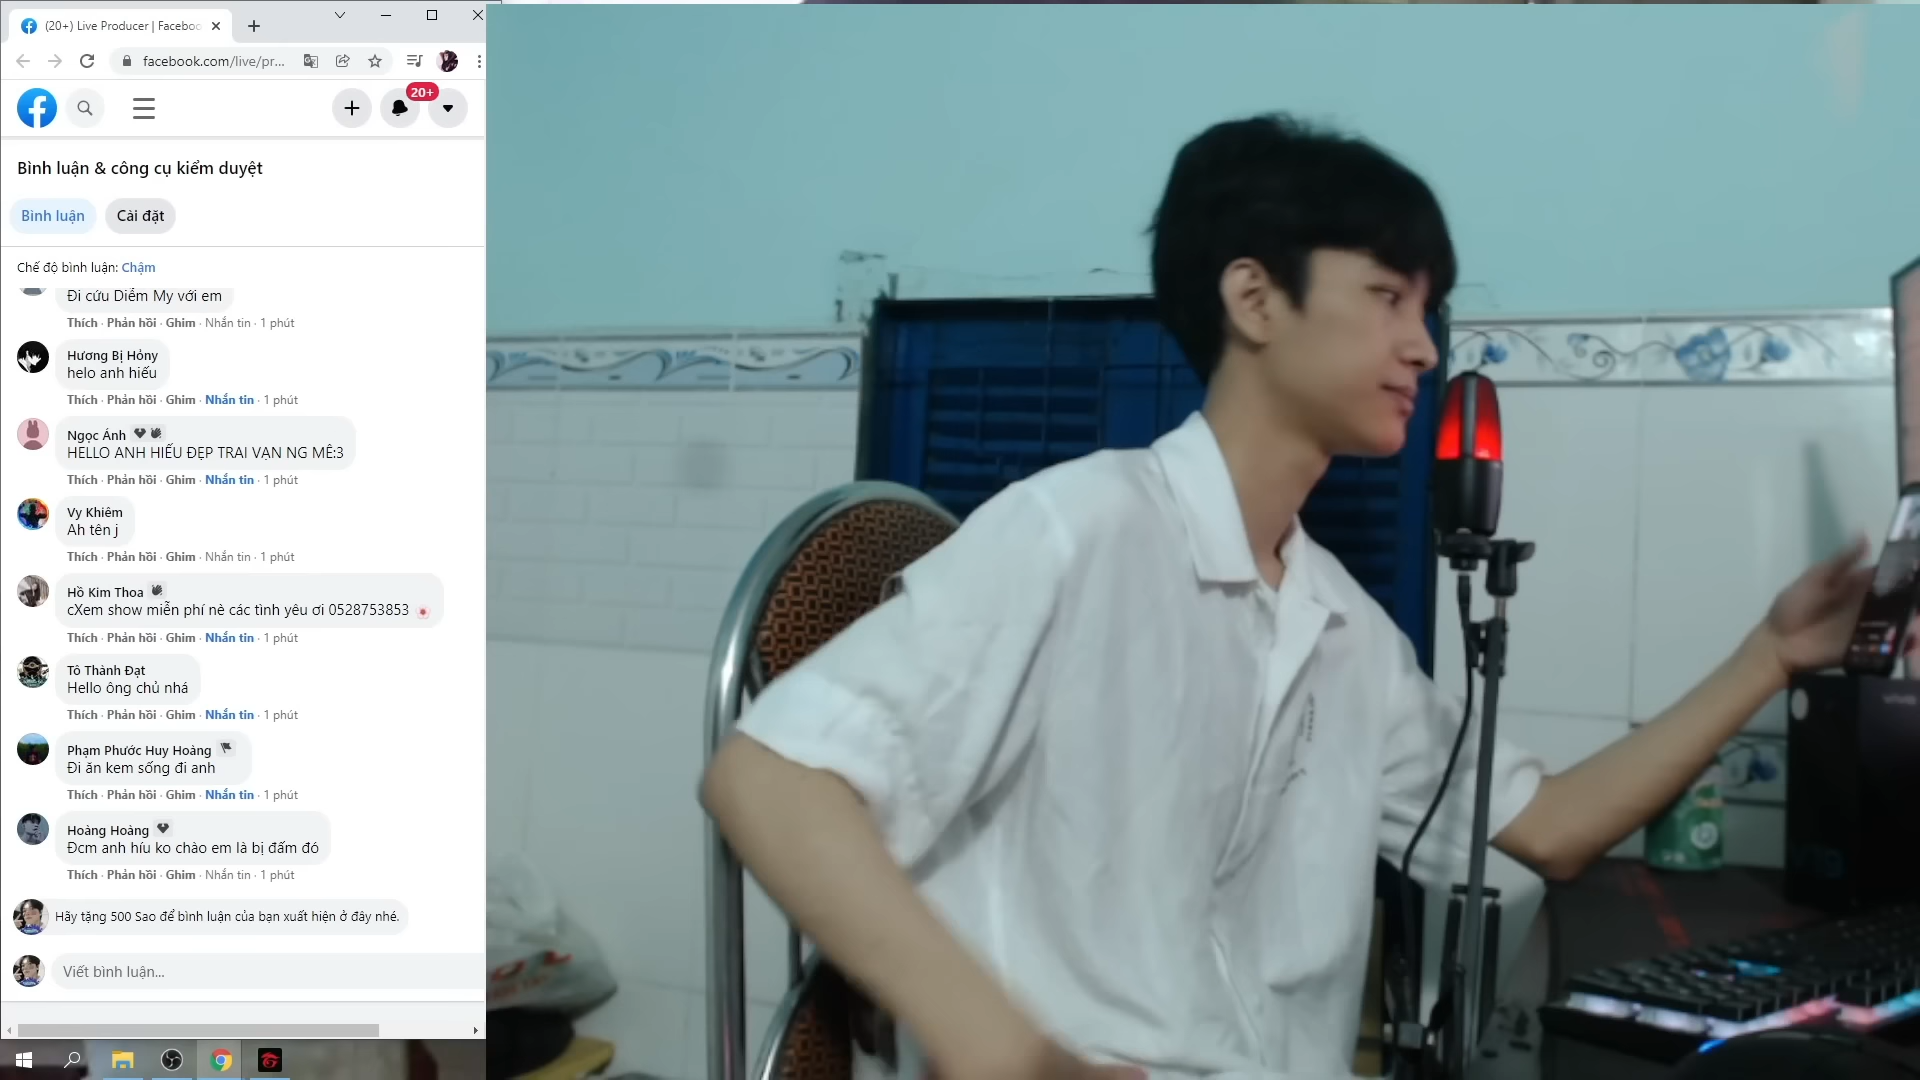 (20+) Live Producer | Faceboo
facebook.com/live/pr...
20+
Bình luận & công cụ kiểm duyệt
Bình luận
Cài đặt
Chế độ bình luận: Chậm
Đi cứu Diễm My với em
Thích · Phản hồi · Ghim · Nhắn tin · 1 phút
Hương Bị Hỏny
helo anh hiếu
Thích · Phản hồi · Ghim · Nhắn tin · 1 phút
Ngọc Ánh
HELLO ANH HIẾU ĐẸP TRAI VẠN NG MÊ:3
Thích · Phản hồi · Ghim · Nhắn tin · 1 phút
Vy Khiêm
Ah tên j
Thích · Phản hồi · Ghim · Nhắn tin · 1 phút
Hồ Kim Thoa
cXem show miễn phí nè các tình yêu ơi 0528753853
Thích · Phản hồi · Ghim · Nhắn tin · 1 phút
Tô Thành Đạt
Hello ông chủ nhá
Thích · Phản hồi · Ghim · Nhắn tin · 1 phút
Phạm Phước Huy Hoàng
Đi ăn kem sống đi anh
Thích · Phản hồi · Ghim · Nhắn tin · 1 phút
Hoàng Hoàng
Đcm anh híu ko chào em là bị đấm đó
Thích · Phản hồi · Ghim · Nhắn tin · 1 phút
Hãy tặng 500 Sao để bình luận của bạn xuất hiện ở đây nhé.
Viết bình luận...